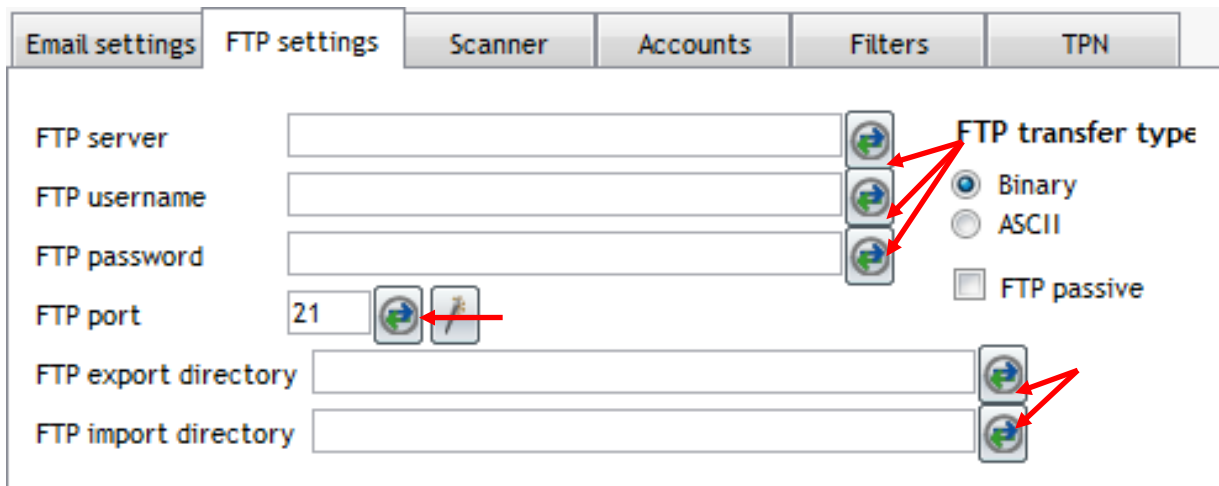 Email settings FTP settings Scanner Accounts Filters TPN
FTP server
FTP transfer type
FTP username
Binary
ASCII
FTP password
FTP passive
FTP port 21
FTP export directory
FTP import directory